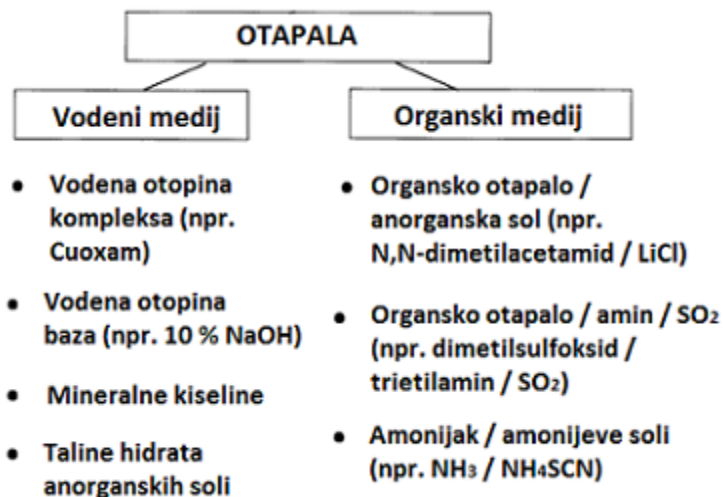 OTAPALA
Vodeni medij
• Vodena otopina
kompleksa (npr.
Cuoxam)
• Vodena otopina
baza (npr. 10 % NaOH)
• Mineralne kiseline
• Taline hidrata
anorganskih soli
Organski medij
• Organsko otapalo /
anorganska sol (npr.
N,N-dimetilacetamid / LiCl)
• Organsko otapalo / amin / SO₂
(npr. dimetilsulfoksid /
trietilamin / SO₂)
• Amonijak / amonijeve soli
(npr. NH₃ / NH₄SCN)